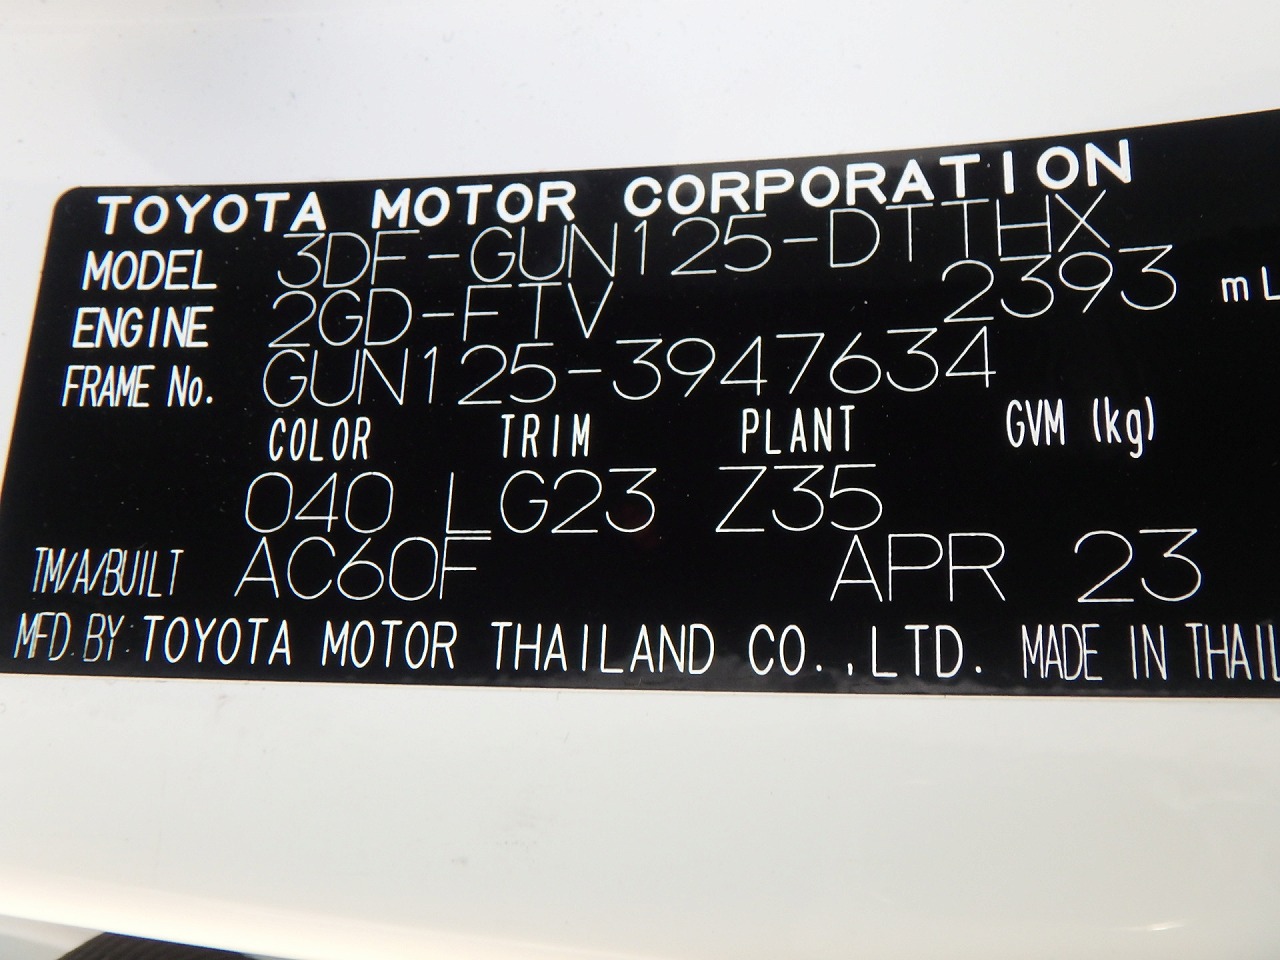 TOYOTA MOTOR CORPORATION
MODEL 3DF-GUN125-DTTHX
ENGINE 2GD-FTV 2393 mL
FRAME No. GUN125-3947634
COLOR TRIM PLANT GVM (kg)
040 LG23 Z35
TM/A/BUILT AC60F APR 23
MFD. BY: TOYOTA MOTOR THAILAND CO.,LTD. MADE IN THAIL